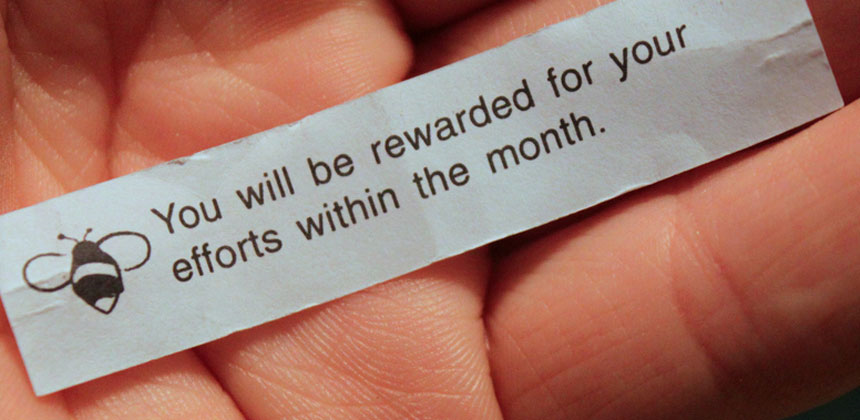 You will be rewarded for your
efforts within the month.